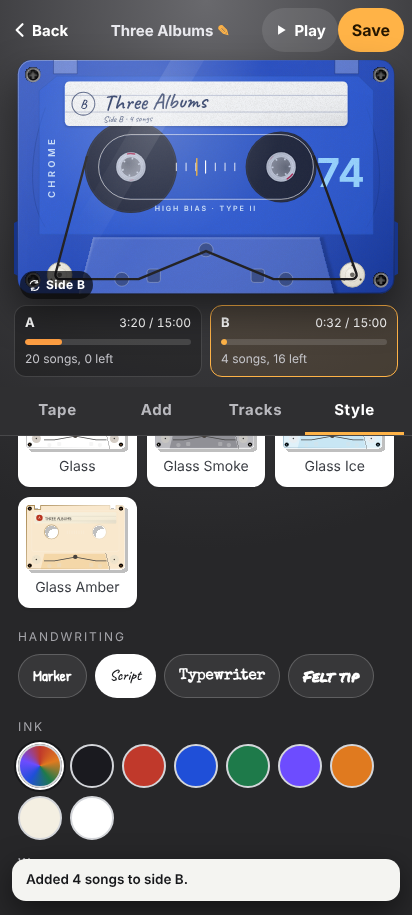 Back
Three Albums ✎
Play
Save
B
Three Albums
Side B · 4 songs
CHROME
74
HIGH BIAS · TYPE II
Side B
A
3:20 / 15:00
20 songs, 0 left
B
0:32 / 15:00
4 songs, 16 left
Tape
Add
Tracks
Style
Glass
Glass Smoke
Glass Ice
THREE ALBUMS
Glass Amber
HANDWRITING
Marker
Script
Typewriter
FELT TIP
INK
Added 4 songs to side B.